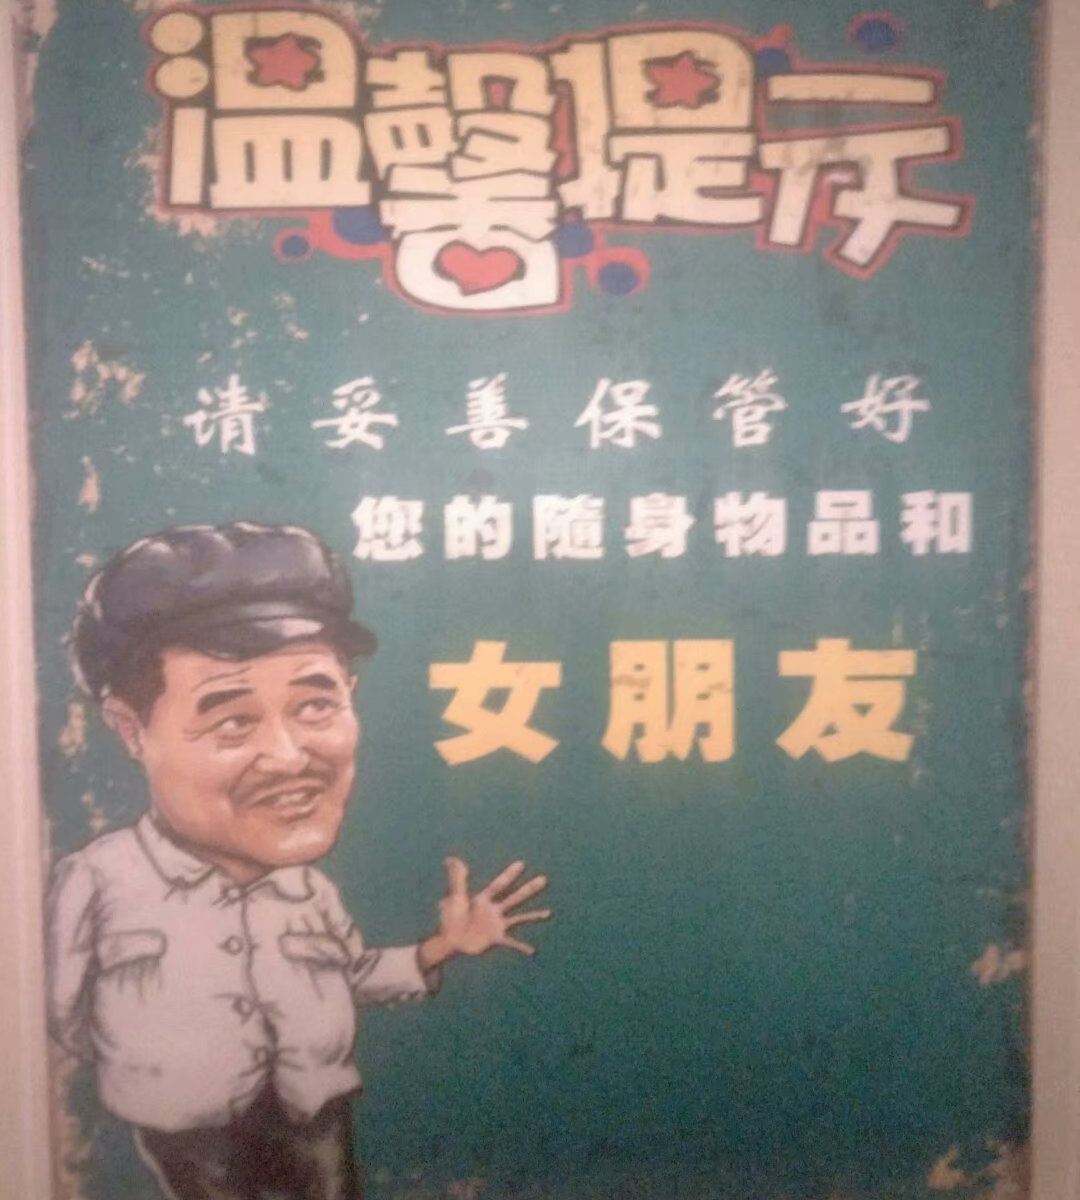 温馨提示
请妥善保管好
您的随身物品和
女朋友